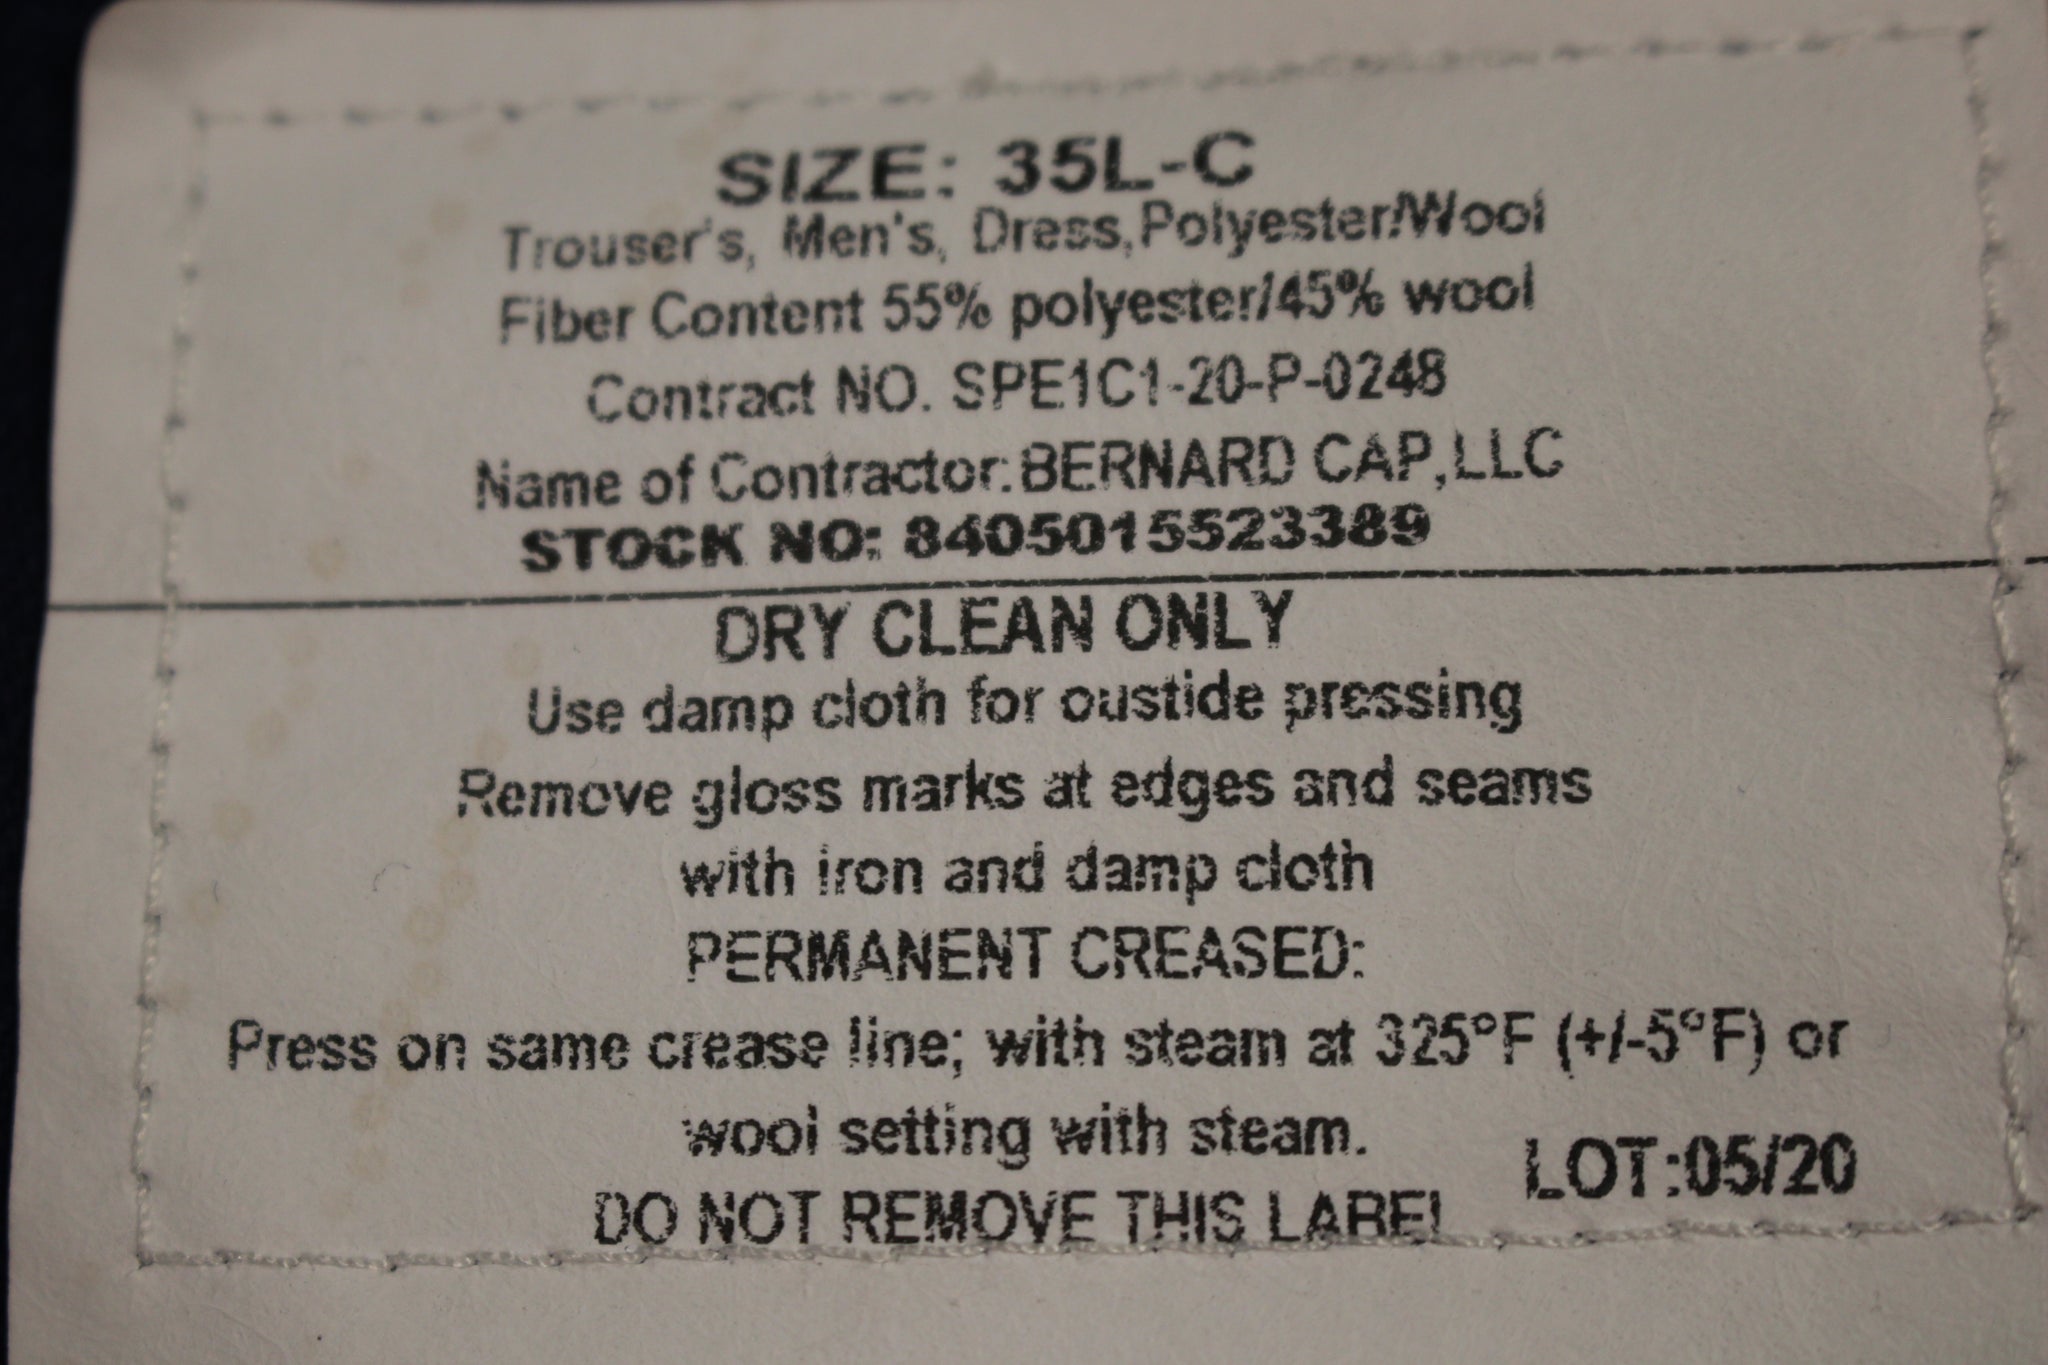 SIZE: 35L-C
Trouser's, Men's, Dress,Polyester/Wool
Fiber Content 55% polyester/45% wool
Contract NO. SPE1C1-20-P-0248
Name of Contractor:BERNARD CAP,LLC
STOCK NO: 8405015523389
DRY CLEAN ONLY
Use damp cloth for oustide pressing
Remove gloss marks at edges and seams
with iron and damp cloth
PERMANENT CREASED:
Press on same crease line; with steam at 325°F (+/-5°F) or
wool setting with steam.
LOT:05/20
DO NOT REMOVE THIS LABEL